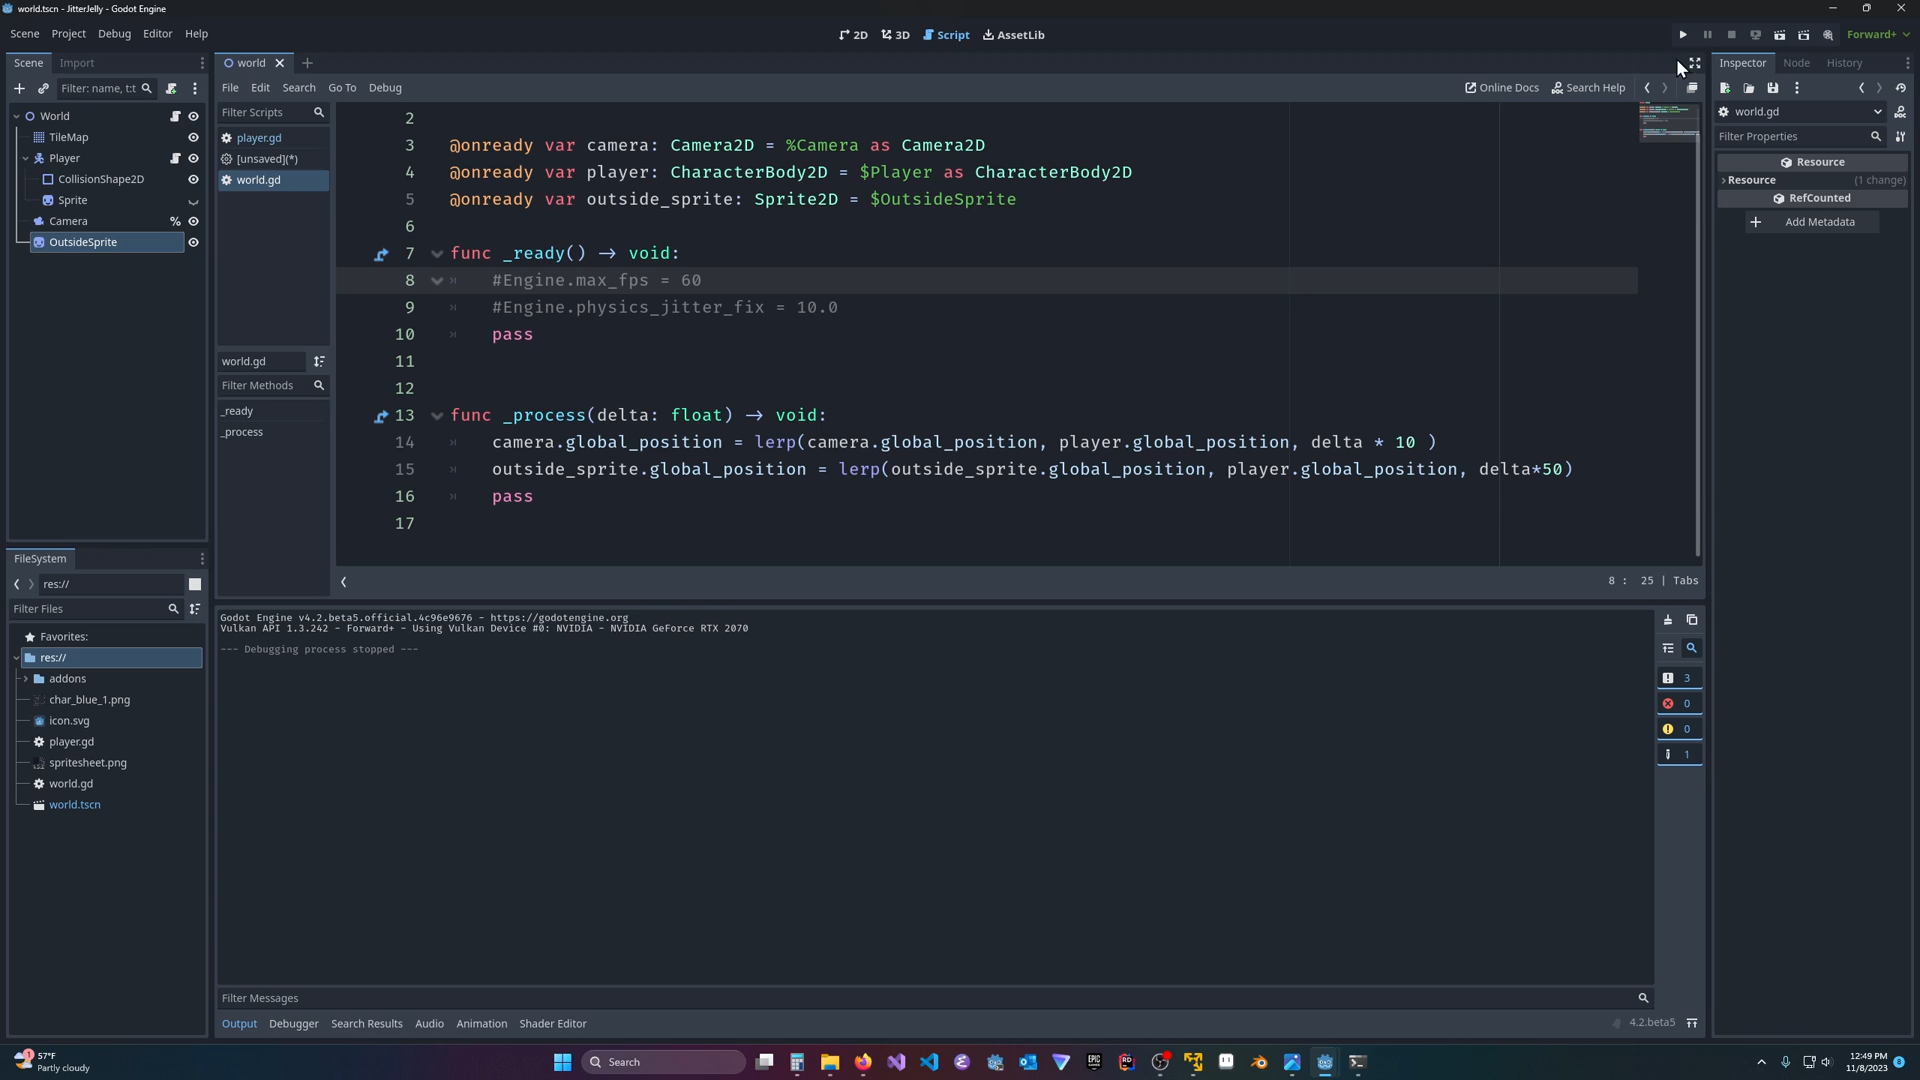 world.tscn - JitterJelly - Godot Engine
Scene Project Debug Editor Help
2D 3D Script AssetLib
Forward+
Scene Import
world
Inspector Node History
Filter: name, t:t
File Edit Search Go To Debug
Online Docs Search Help
World
TileMap
Player
CollisionShape2D
Sprite
Camera %
OutsideSprite
Filter Scripts
player.gd
[unsaved](*)
world.gd
world.gd
Filter Methods
_ready
_process
2
3 @onready var camera: Camera2D = %Camera as Camera2D
4 @onready var player: CharacterBody2D = $Player as CharacterBody2D
5 @onready var outside_sprite: Sprite2D = $OutsideSprite
6
7 func _ready() -> void:
8 #Engine.max_fps = 60
9 #Engine.physics_jitter_fix = 10.0
10 pass
11
12
13 func _process(delta: float) -> void:
14 camera.global_position = lerp(camera.global_position, player.global_position, delta * 10 )
15 outside_sprite.global_position = lerp(outside_sprite.global_position, player.global_position, delta*50)
16 pass
17
8 : 25 | Tabs
world.gd
Filter Properties
Resource
Resource (1 change)
RefCounted
Add Metadata
FileSystem
res://
Filter Files
Favorites:
res://
addons
char_blue_1.png
icon.svg
player.gd
spritesheet.png
world.gd
world.tscn
Godot Engine v4.2.beta5.official.4c96e9676 - https://godotengine.org
Vulkan API 1.3.242 - Forward+ - Using Vulkan Device #0: NVIDIA - NVIDIA GeForce RTX 2070
--- Debugging process stopped ---
3
0
0
1
Filter Messages
Output Debugger Search Results Audio Animation Shader Editor
4.2.beta5
1
57°F
Partly cloudy
Search
12:49 PM
11/8/2023
8